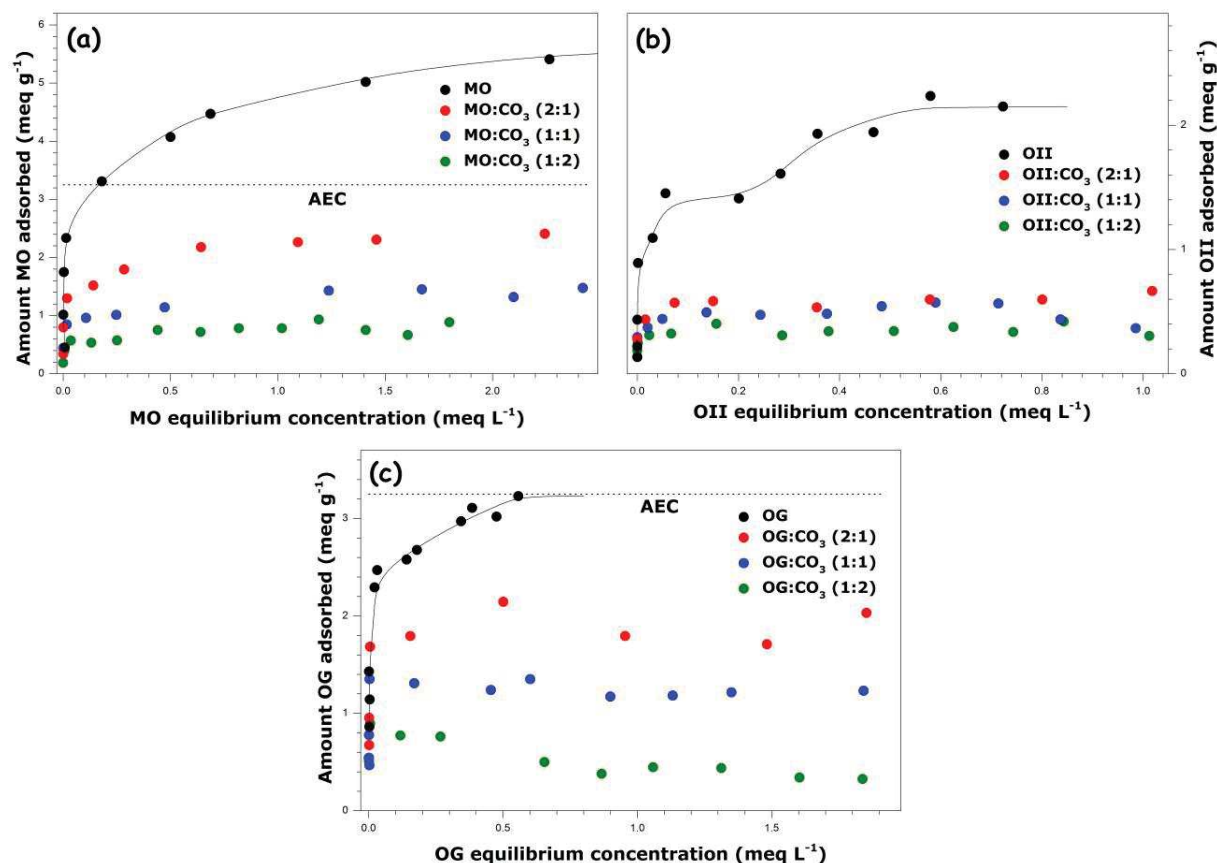 (a)
Amount MO adsorbed (meq g⁻¹)
6
5
4
3
2
1
0
MO
MO:CO₃ (2:1)
MO:CO₃ (1:1)
MO:CO₃ (1:2)
AEC
0.0 0.5 1.0 1.5 2.0
MO equilibrium concentration (meq L⁻¹)
(b)
OII
OII:CO₃ (2:1)
OII:CO₃ (1:1)
OII:CO₃ (1:2)
2
1
0
Amount OII adsorbed (meq g⁻¹)
0.0 0.2 0.4 0.6 0.8 1.0
OII equilibrium concentration (meq L⁻¹)
(c)
Amount OG adsorbed (meq g⁻¹)
3
2
1
0
AEC
OG
OG:CO₃ (2:1)
OG:CO₃ (1:1)
OG:CO₃ (1:2)
0.0 0.5 1.0 1.5
OG equilibrium concentration (meq L⁻¹)